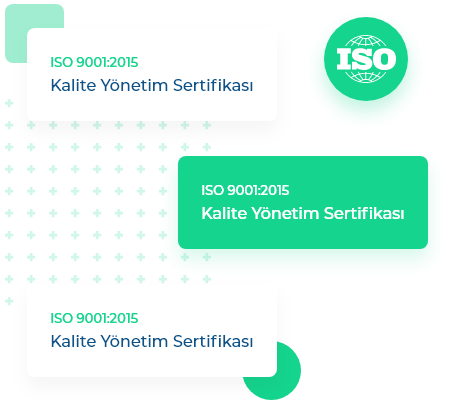 ISO 9001:2015
Kalite Yönetim Sertifikası
ISO
ISO 9001:2015
Kalite Yönetim Sertifikası
ISO 9001:2015
Kalite Yönetim Sertifikası